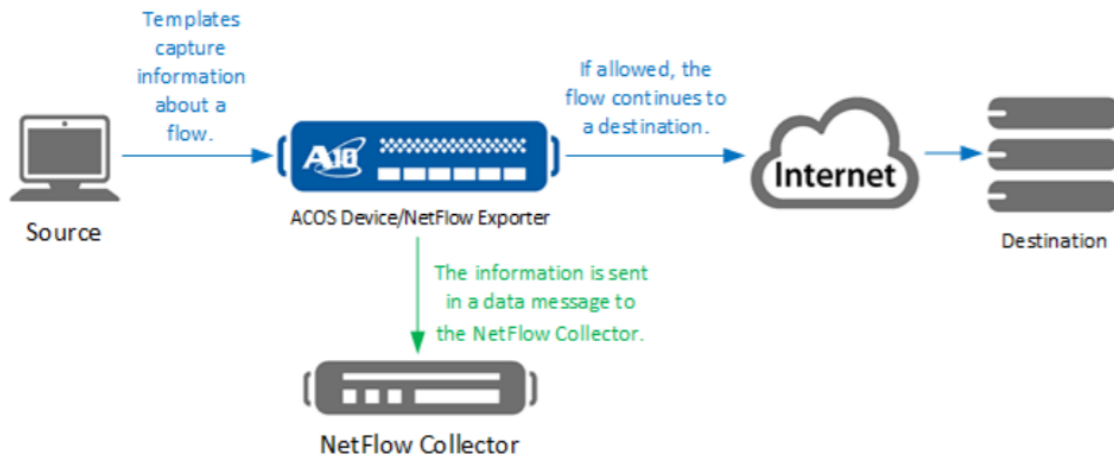 Templates
capture
information
about a
flow.
If allowed, the
flow continues to
a destination.
A10
Internet
Source
ACOS Device/NetFlow Exporter
Destination
The information is sent
in a data message to
the NetFlow Collector.
NetFlow Collector